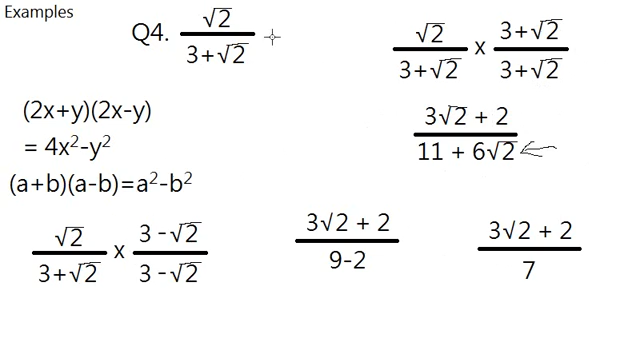 Examples
Q4. √2 / 3+√2
√2 / 3+√2 x 3+√2 / 3+√2
3√2 + 2 / 11 + 6√2
(2x+y)(2x-y)
= 4x²-y²
(a+b)(a-b)=a²-b²
√2 / 3+√2 x 3 -√2 / 3 -√2
3√2 + 2 / 9-2
3√2 + 2 / 7